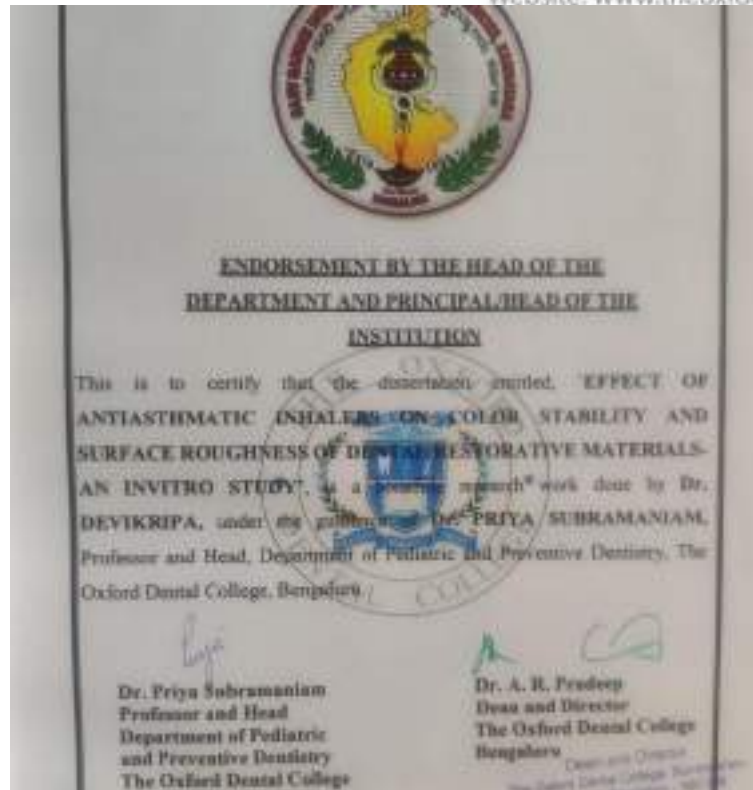 ENDORSEMENT BY THE HEAD OF THE
DEPARTMENT AND PRINCIPAL/HEAD OF THE
INSTITUTION
This is to certify that the dissertation entitled, "EFFECT OF
ANTIASTHMATIC INHALERS ON COLOR STABILITY AND
SURFACE ROUGHNESS OF DENTAL RESTORATIVE MATERIALS-
AN INVITRO STUDY", is a research work done by Dr.
DEVIKRIPA, under the guidance of Dr. PRIYA SUBRAMANIAM,
Professor and Head, Department of Pediatric and Preventive Dentistry, The
Oxford Dental College, Bengaluru.
Dr. Priya Subramaniam
Professor and Head
Department of Pediatric
and Preventive Dentistry
The Oxford Dental College
Dr. A. R. Pradeep
Dean and Director
The Oxford Dental College
Bengaluru
Dean and Director